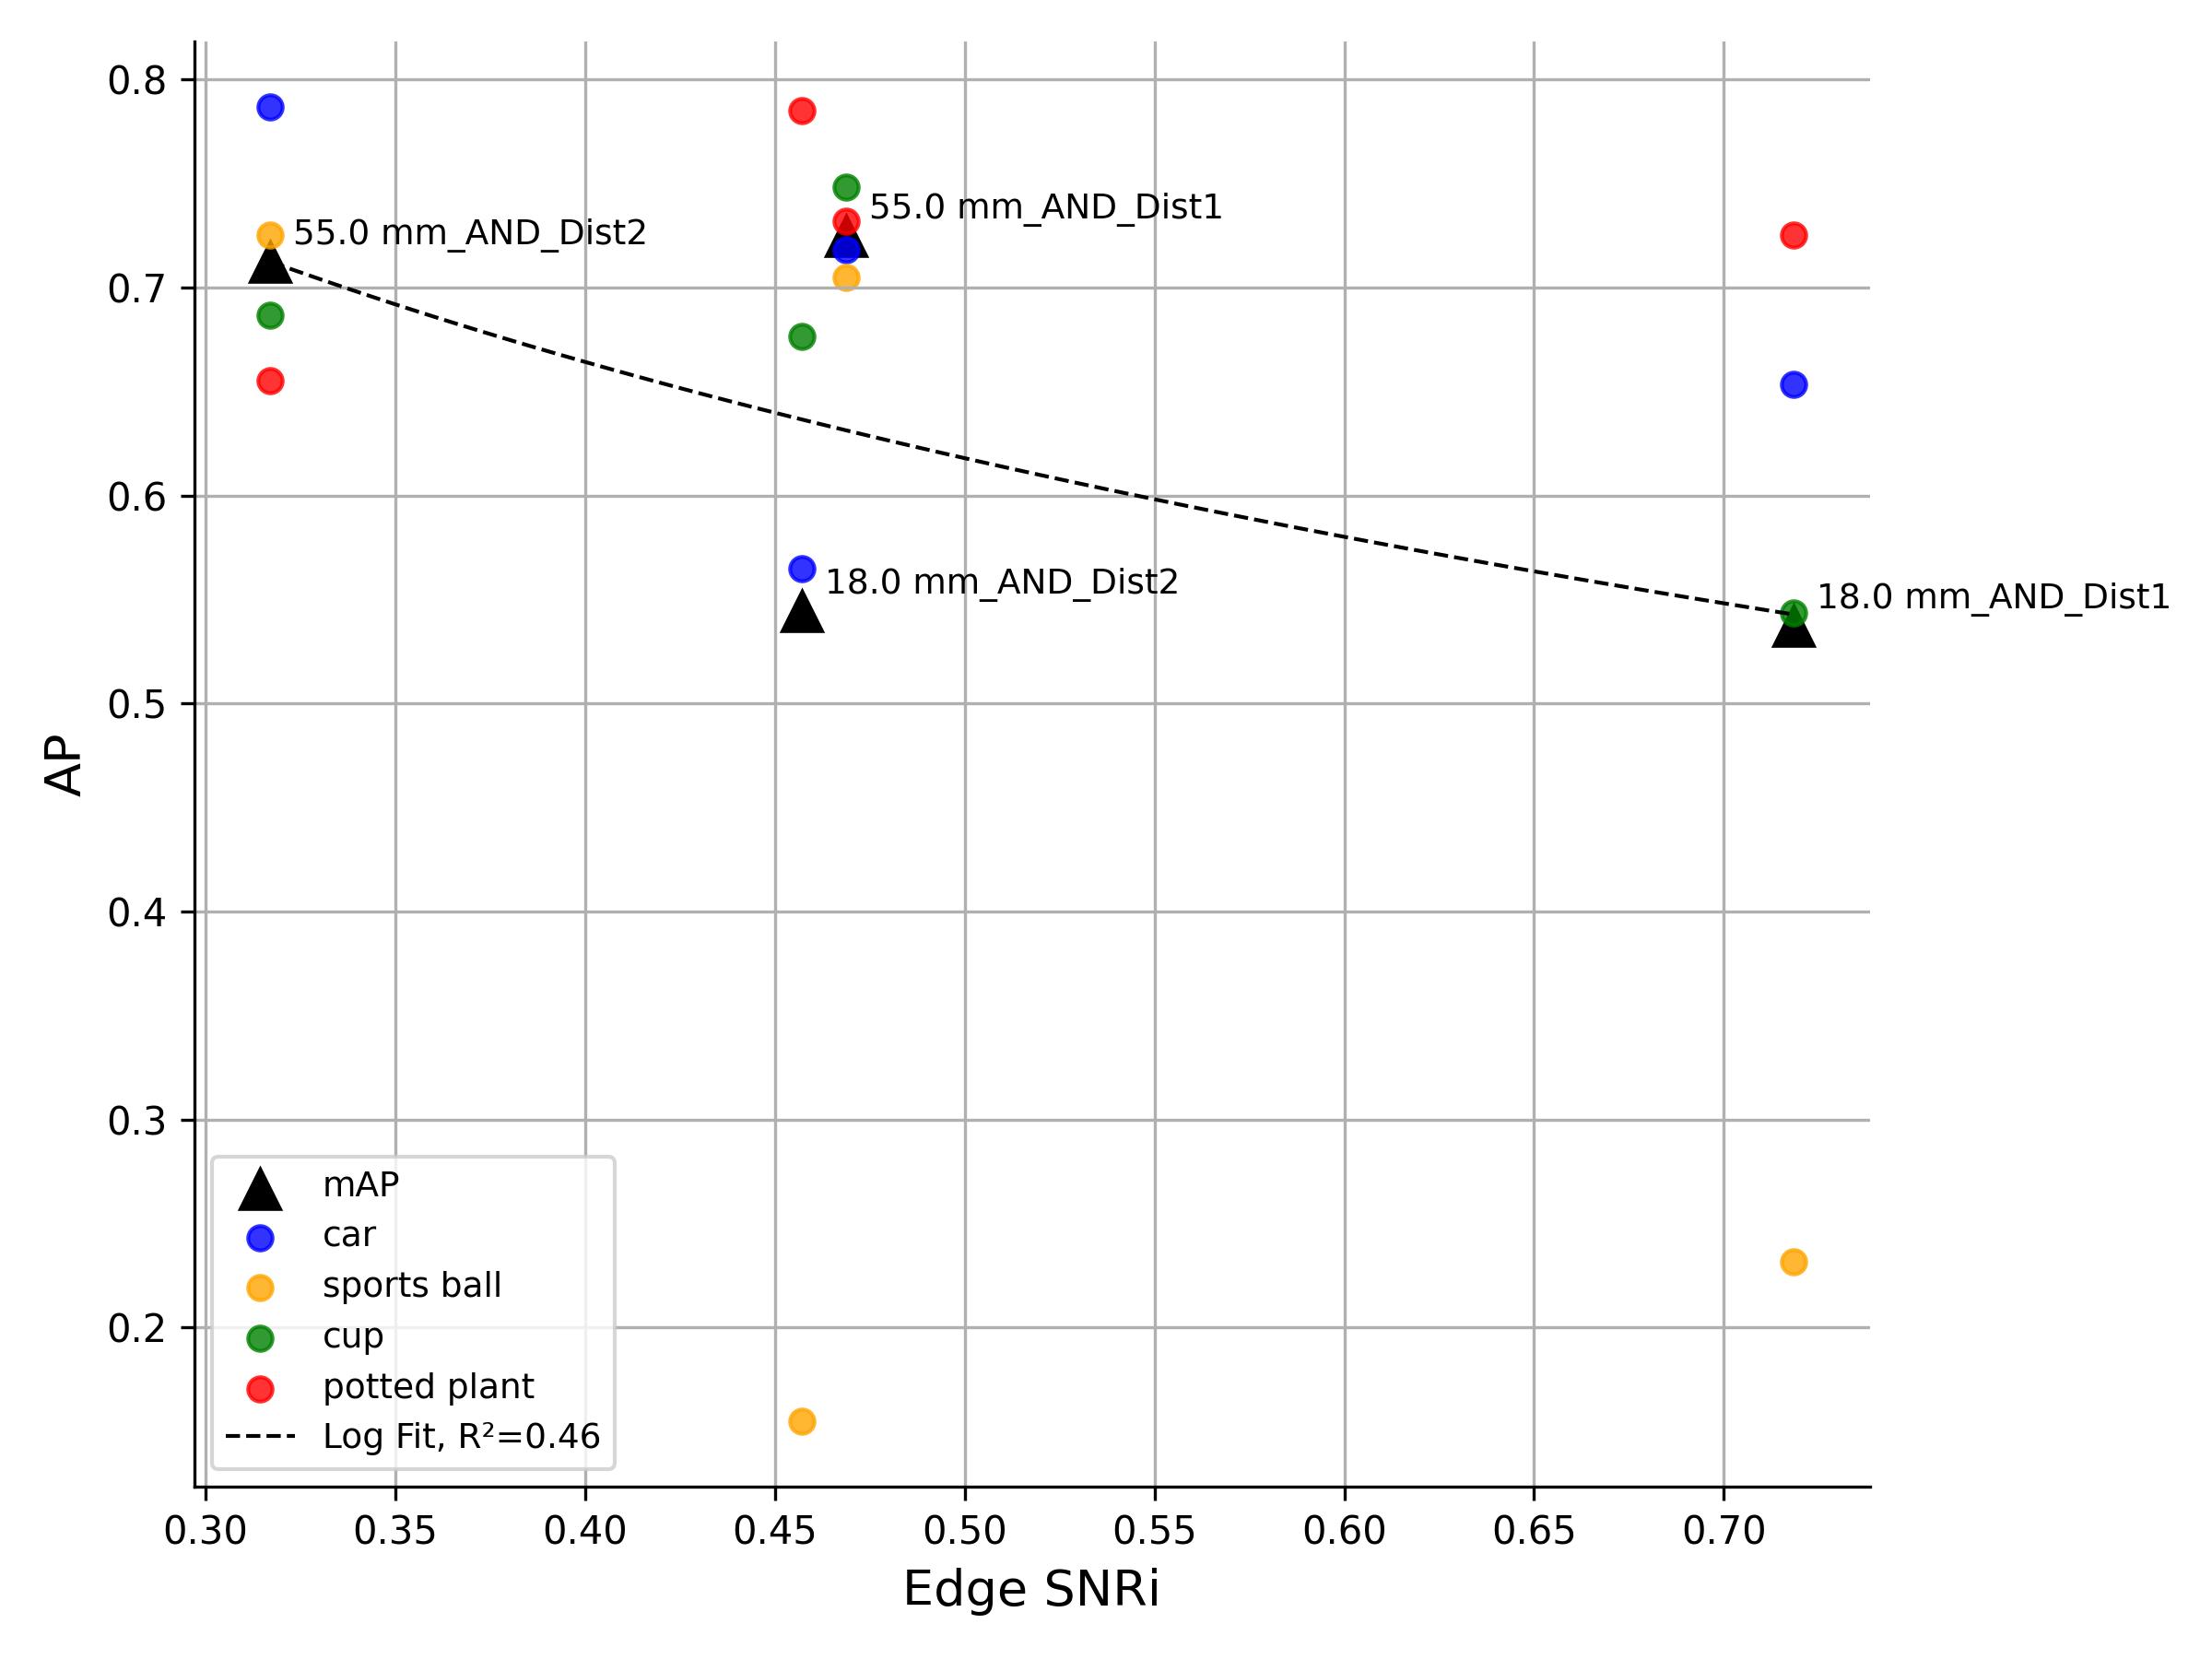 0.8
0.7
0.6
0.5
0.4
0.3
0.2
AP
55.0 mm_AND_Dist2
55.0 mm_AND_Dist1
18.0 mm_AND_Dist2
18.0 mm_AND_Dist1
mAP
car
sports ball
cup
potted plant
Log Fit, R²=0.46
0.30 0.35 0.40 0.45 0.50 0.55 0.60 0.65 0.70
Edge SNRi